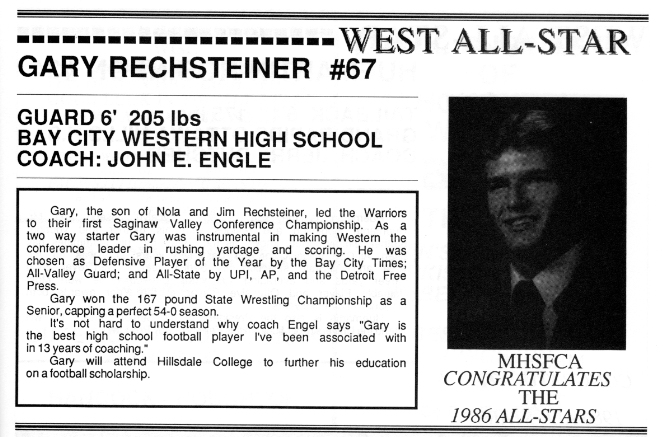 WEST ALL-STAR
GARY RECHSTEINER #67
GUARD 6' 205 lbs
BAY CITY WESTERN HIGH SCHOOL
COACH: JOHN E. ENGLE
Gary, the son of Nola and Jim Rechsteiner, led the Warriors
to their first Saginaw Valley Conference Championship. As a
two way starter Gary was instrumental in making Western the
conference leader in rushing yardage and scoring. He was
chosen as Defensive Player of the Year by the Bay City Times;
All-Valley Guard; and All-State by UPI, AP, and the Detroit Free
Press.
Gary won the 167 pound State Wrestling Championship as a
Senior, capping a perfect 54-0 season.
It's not hard to understand why coach Engel says "Gary is
the best high school football player I've been associated with
in 13 years of coaching."
Gary will attend Hillsdale College to further his education
on a football scholarship.
MHSFCA
CONGRATULATES
THE
1986 ALL-STARS